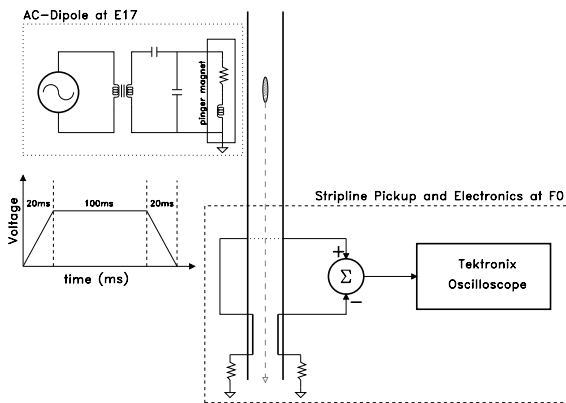 AC-Dipole at E17
pinger magnet
Voltage
20ms
100ms
20ms
time (ms)
Stripline Pickup and Electronics at F0
+
Σ
−
Tektronix
Oscilloscope